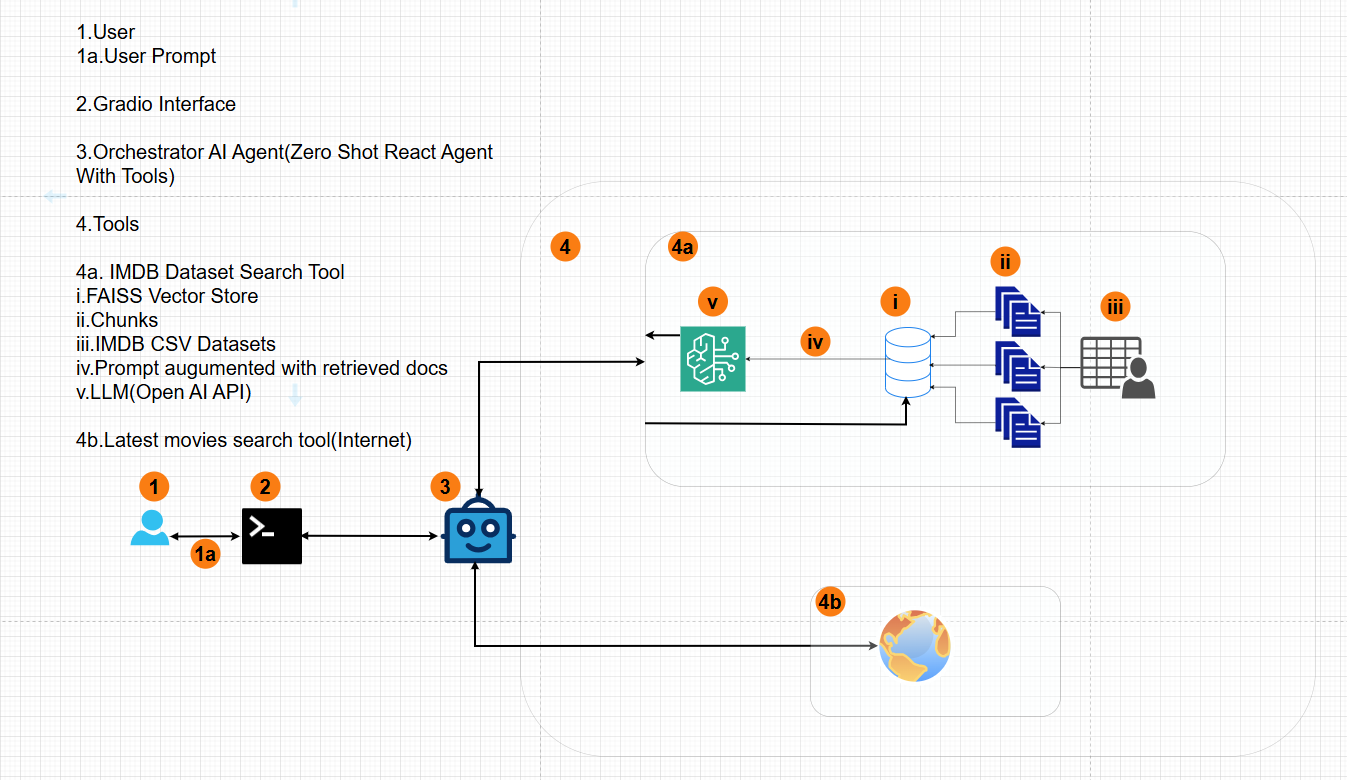 1.User
1a.User Prompt
2.Gradio Interface
3.Orchestrator AI Agent(Zero Shot React Agent
With Tools)
4.Tools
4a. IMDB Dataset Search Tool
i.FAISS Vector Store
ii.Chunks
iii.IMDB CSV Datasets
iv.Prompt augumented with retrieved docs
v.LLM(Open AI API)
4b.Latest movies search tool(Internet)
4
4a
ii
v
i
iii
iv
1
2
3
>_
1a
4b